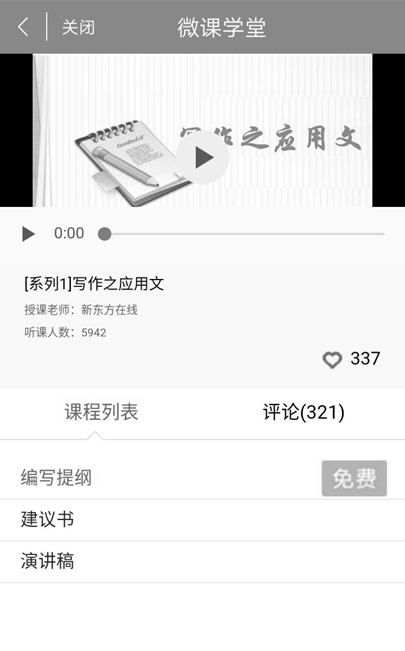 关闭
微课学堂
写作之应用文
0:00
[系列1]写作之应用文
授课老师：新东方在线
听课人数：5942
337
课程列表
评论(321)
编写提纲
免费
建议书
演讲稿